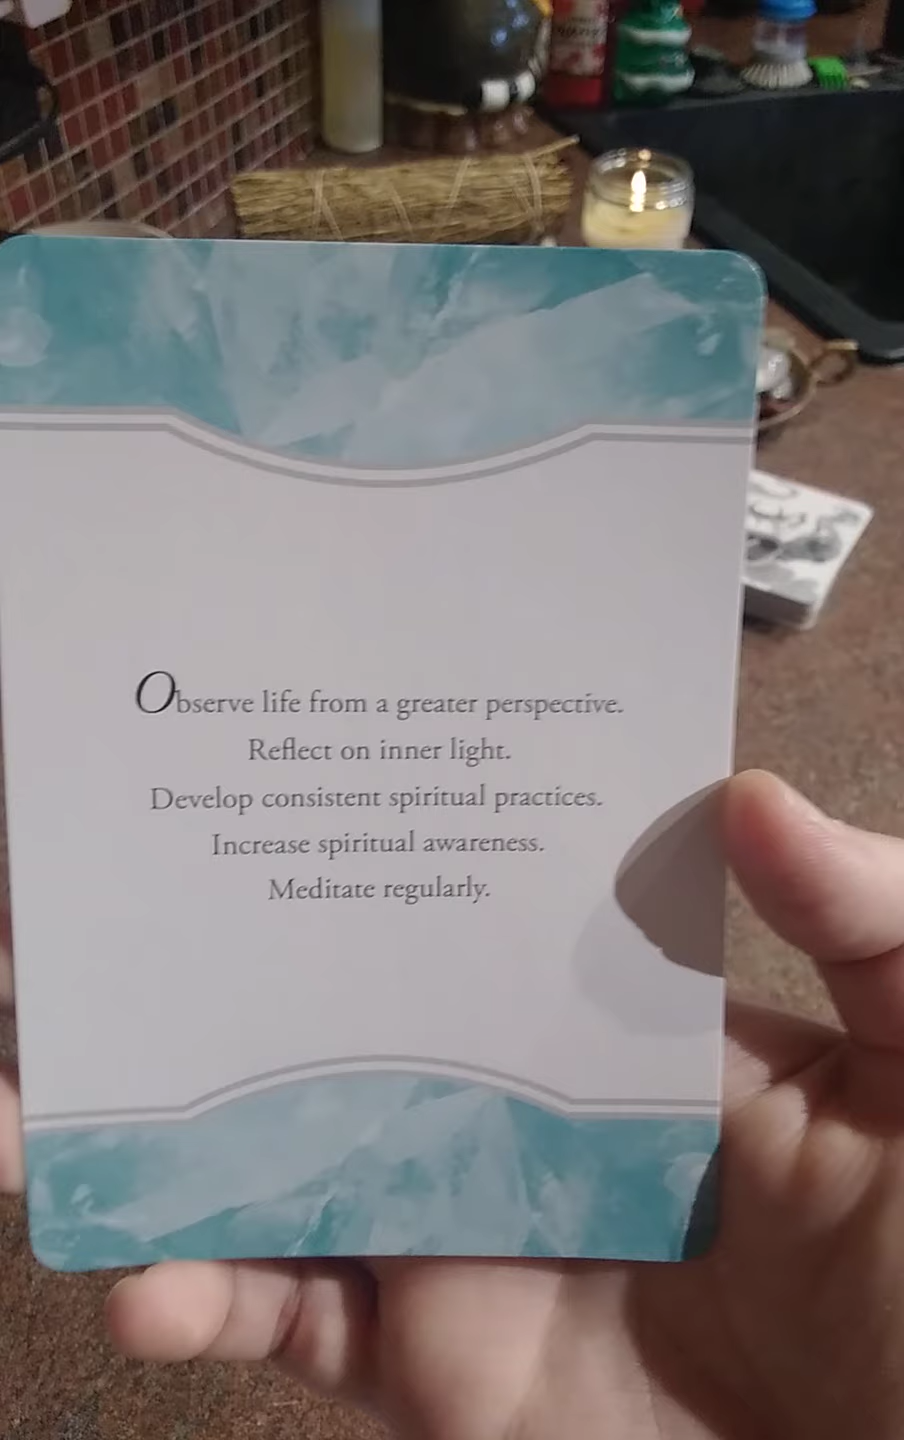 Observe life from a greater perspective.
Reflect on inner light.
Develop consistent spiritual practices.
Increase spiritual awareness.
Meditate regularly.